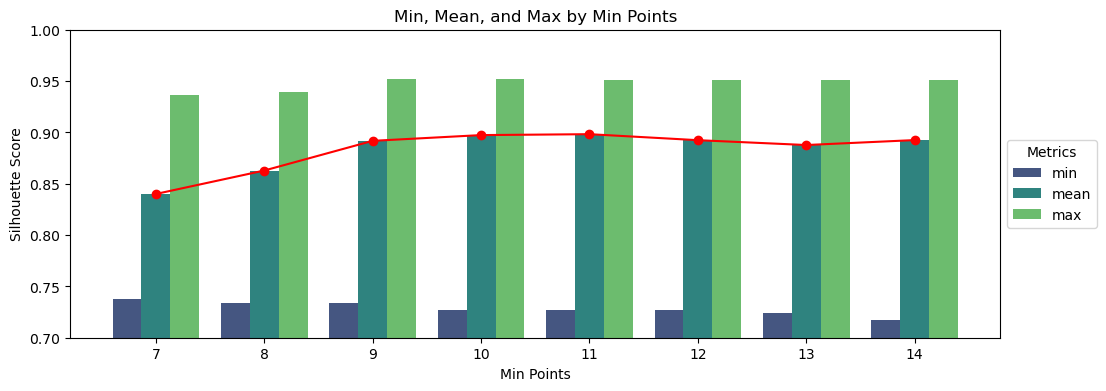 Min, Mean, and Max by Min Points
Silhouette Score
1.00
0.95
0.90
0.85
0.80
0.75
0.70
7 8 9 10 11 12 13 14
Min Points
Metrics
min
mean
max